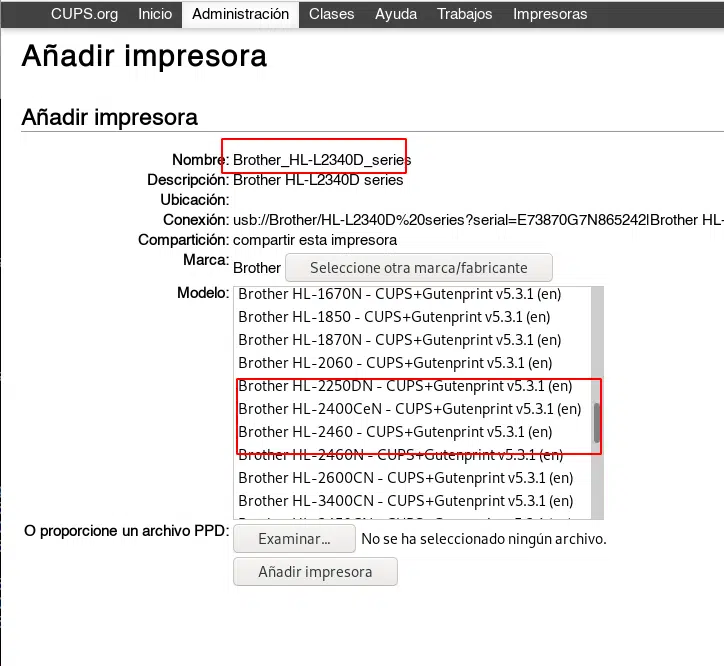 CUPS.org Inicio Administración Clases Ayuda Trabajos Impresoras
Añadir impresora
Añadir impresora
Nombre: Brother_HL-L2340D_series
Descripción: Brother HL-L2340D series
Ubicación:
Conexión: usb://Brother/HL-L2340D%20series?serial=E73870G7N865242lBrother HL-
Compartición: compartir esta impresora
Marca: Brother Seleccione otra marca/fabricante
Modelo: Brother HL-1670N - CUPS+Gutenprint v5.3.1 (en)
Brother HL-1850 - CUPS+Gutenprint v5.3.1 (en)
Brother HL-1870N - CUPS+Gutenprint v5.3.1 (en)
Brother HL-2060 - CUPS+Gutenprint v5.3.1 (en)
Brother HL-2250DN - CUPS+Gutenprint v5.3.1 (en)
Brother HL-2400CeN - CUPS+Gutenprint v5.3.1 (en)
Brother HL-2460 - CUPS+Gutenprint v5.3.1 (en)
Brother HL-2460N - CUPS+Gutenprint v5.3.1 (en)
Brother HL-2600CN - CUPS+Gutenprint v5.3.1 (en)
Brother HL-3400CN - CUPS+Gutenprint v5.3.1 (en)
O proporcione un archivo PPD: Examinar... No se ha seleccionado ningún archivo.
Añadir impresora